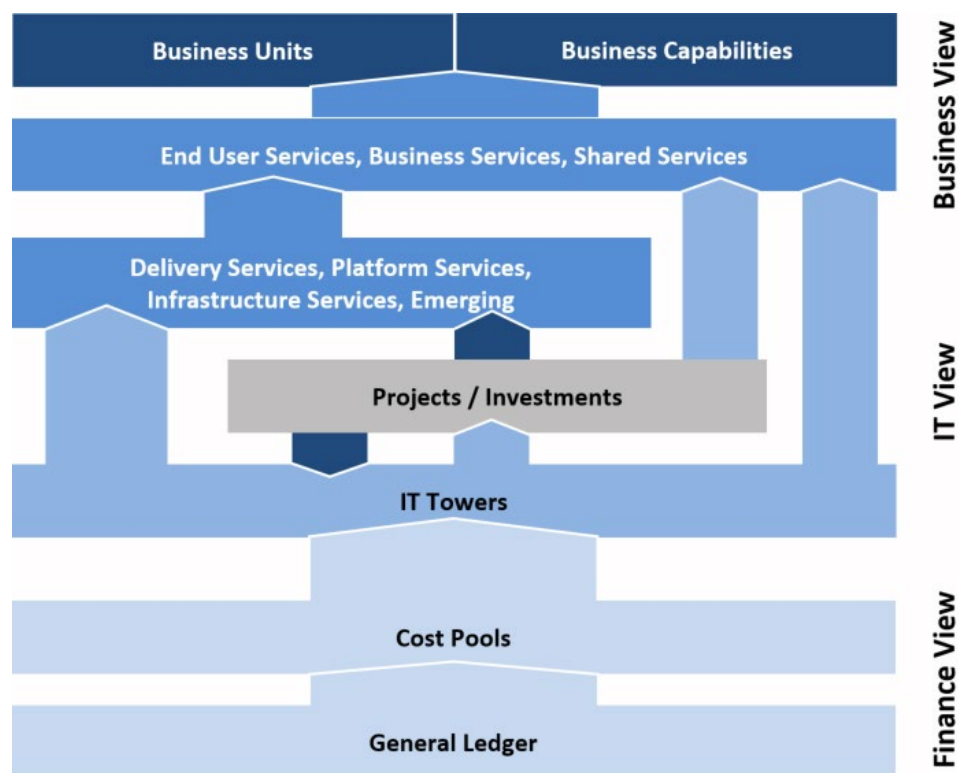 Business Units
Business Capabilities
Business View
End User Services, Business Services, Shared Services
Delivery Services, Platform Services,
Infrastructure Services, Emerging
IT View
Projects / Investments
IT Towers
Finance View
Cost Pools
General Ledger